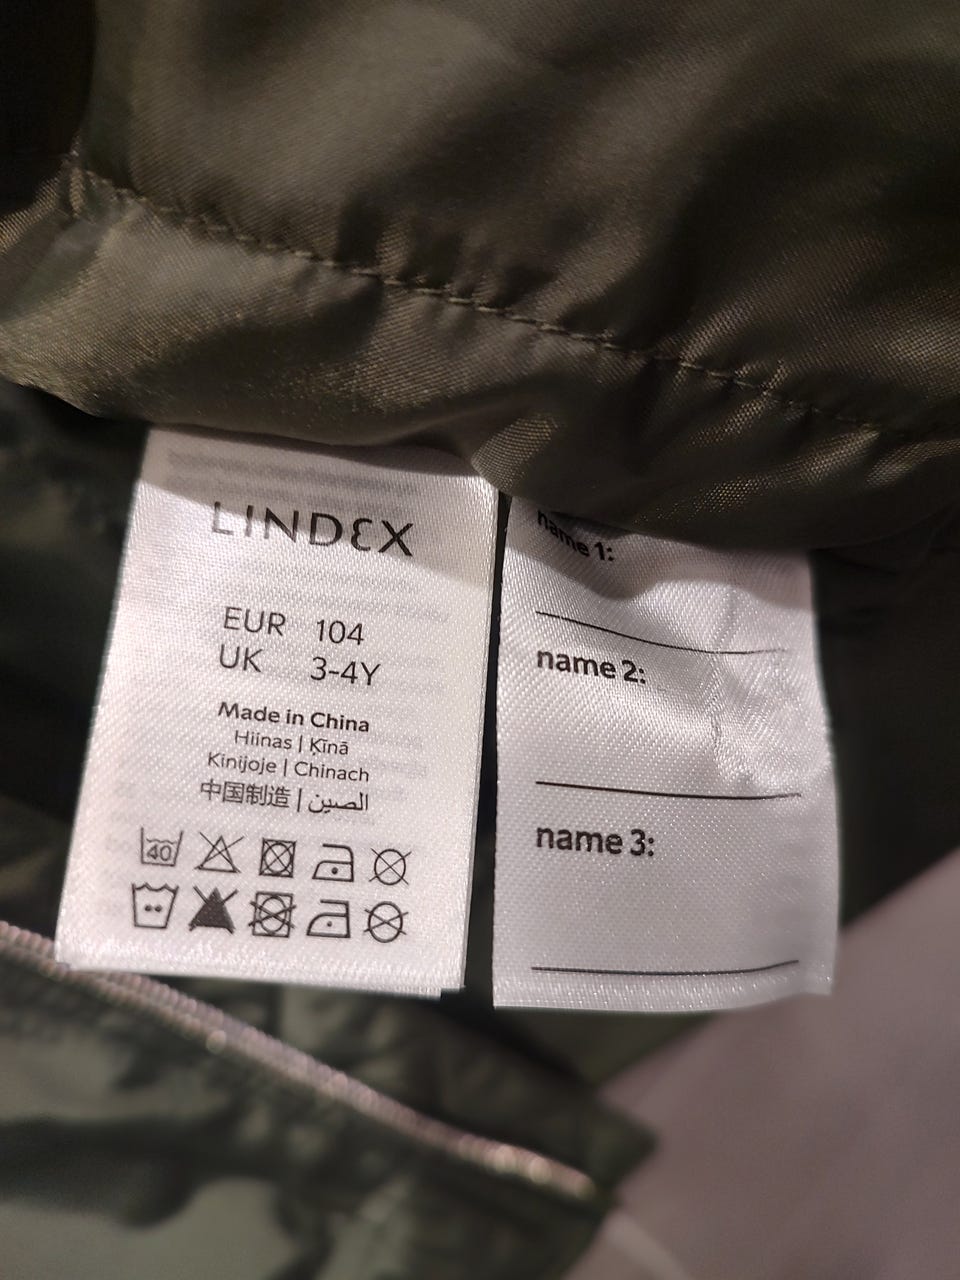 LINDEX
EUR 104
UK 3-4Y
Made in China
Hiinas | Ķīnā
Kinijoje | Chinach
中国制造 | الصين
40
name 1:
name 2:
name 3: